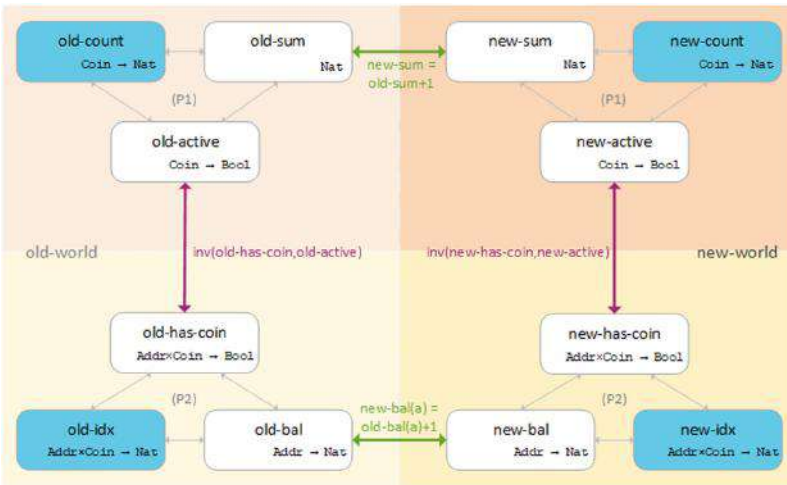 old-count
Coin → Nat
old-sum
Nat
new-sum =
old-sum+1
new-sum
Nat
new-count
Coin → Nat
(P1)
(P1)
old-active
Coin → Bool
new-active
Coin → Bool
old-world
inv(old-has-coin,old-active)
inv(new-has-coin,new-active)
new-world
old-has-coin
Addr×Coin → Bool
new-has-coin
Addr×Coin → Bool
(P2)
(P2)
old-idx
Addr×Coin → Nat
old-bal
Addr → Nat
new-bal(a) =
old-bal(a)+1
new-bal
Addr → Nat
new-idx
Addr×Coin → Nat